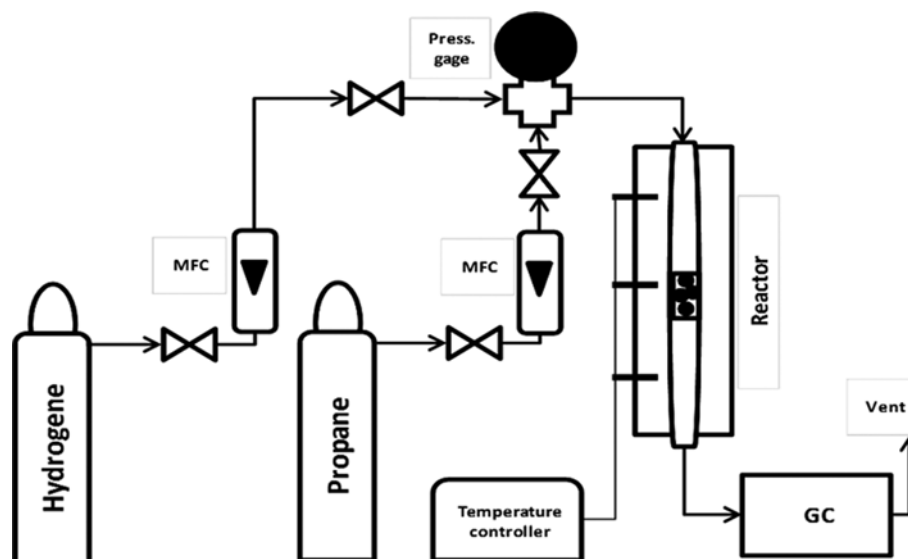 Press.
gage
MFC
MFC
Hydrogene
Propane
Reactor
Vent
Temperature
controller
GC